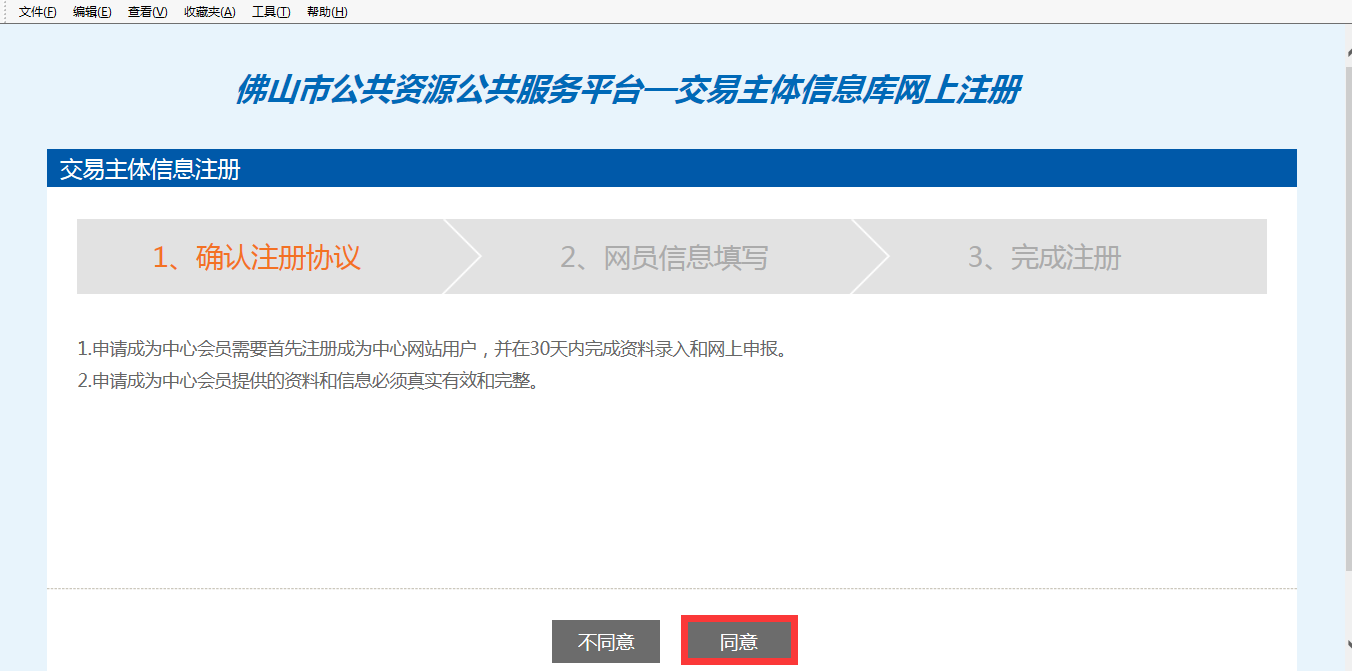 文件(F) 编辑(E) 查看(V) 收藏夹(A) 工具(T) 帮助(H)
佛山市公共资源公共服务平台—交易主体信息库网上注册
交易主体信息注册
1、确认注册协议 2、网员信息填写 3、完成注册
1.申请成为中心会员需要首先注册成为中心网站用户，并在30天内完成资料录入和网上申报。
2.申请成为中心会员提供的资料和信息必须真实有效和完整。
不同意 同意